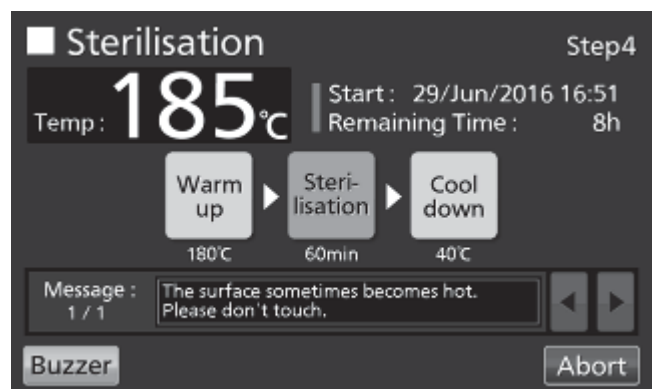 Sterilisation
Step4
Temp: 185℃
Start: 29/Jun/2016 16:51
Remaining Time: 8h
Warm up
Steri-lisation
Cool down
180℃
60min
40℃
Message: 1/1
The surface sometimes becomes hot.
Please don't touch.
Buzzer
Abort